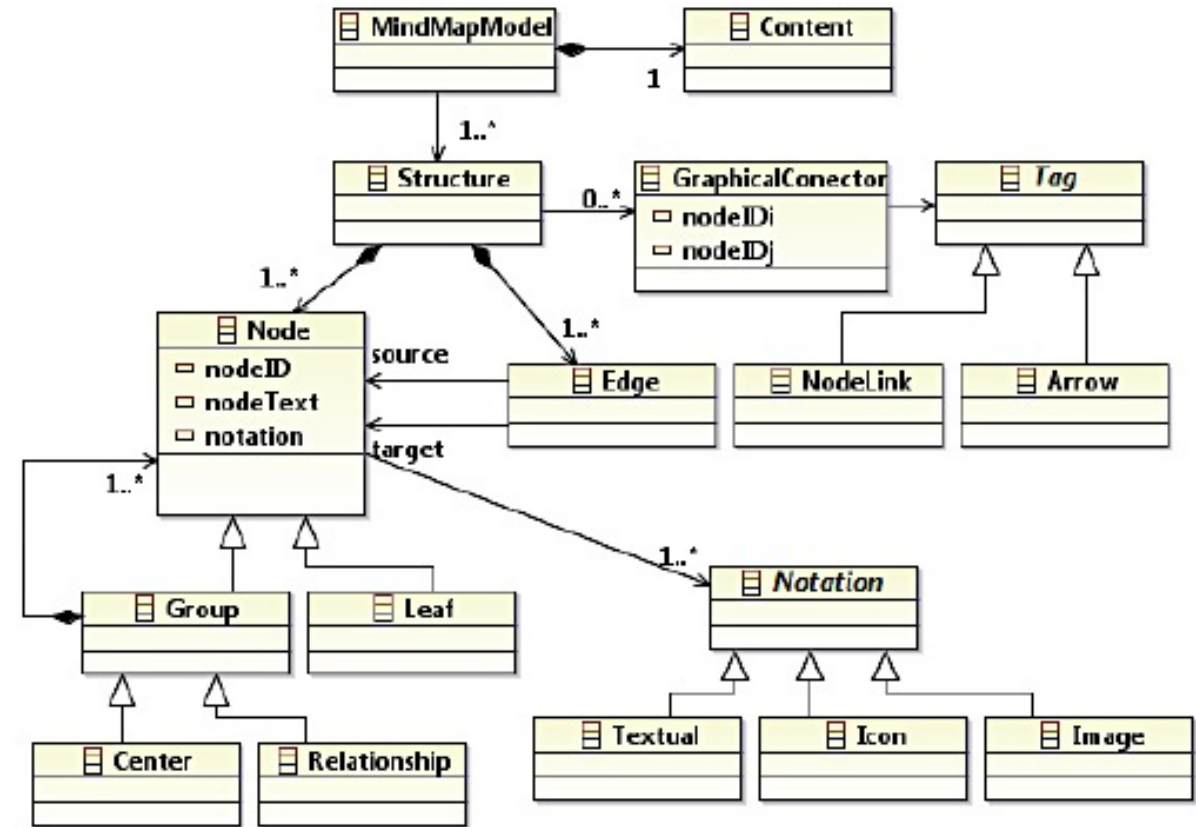 MindMapModel
Content
1
1..*
Structure
0..*
GraphicalConector
nodeIDi
nodeIDj
Tag
1..*
1..*
Node
nodeID
nodeText
notation
source
target
Edge
NodeLink
Arrow
1..*
1..*
Notation
Group
Leaf
Center
Relationship
Textual
Icon
Image